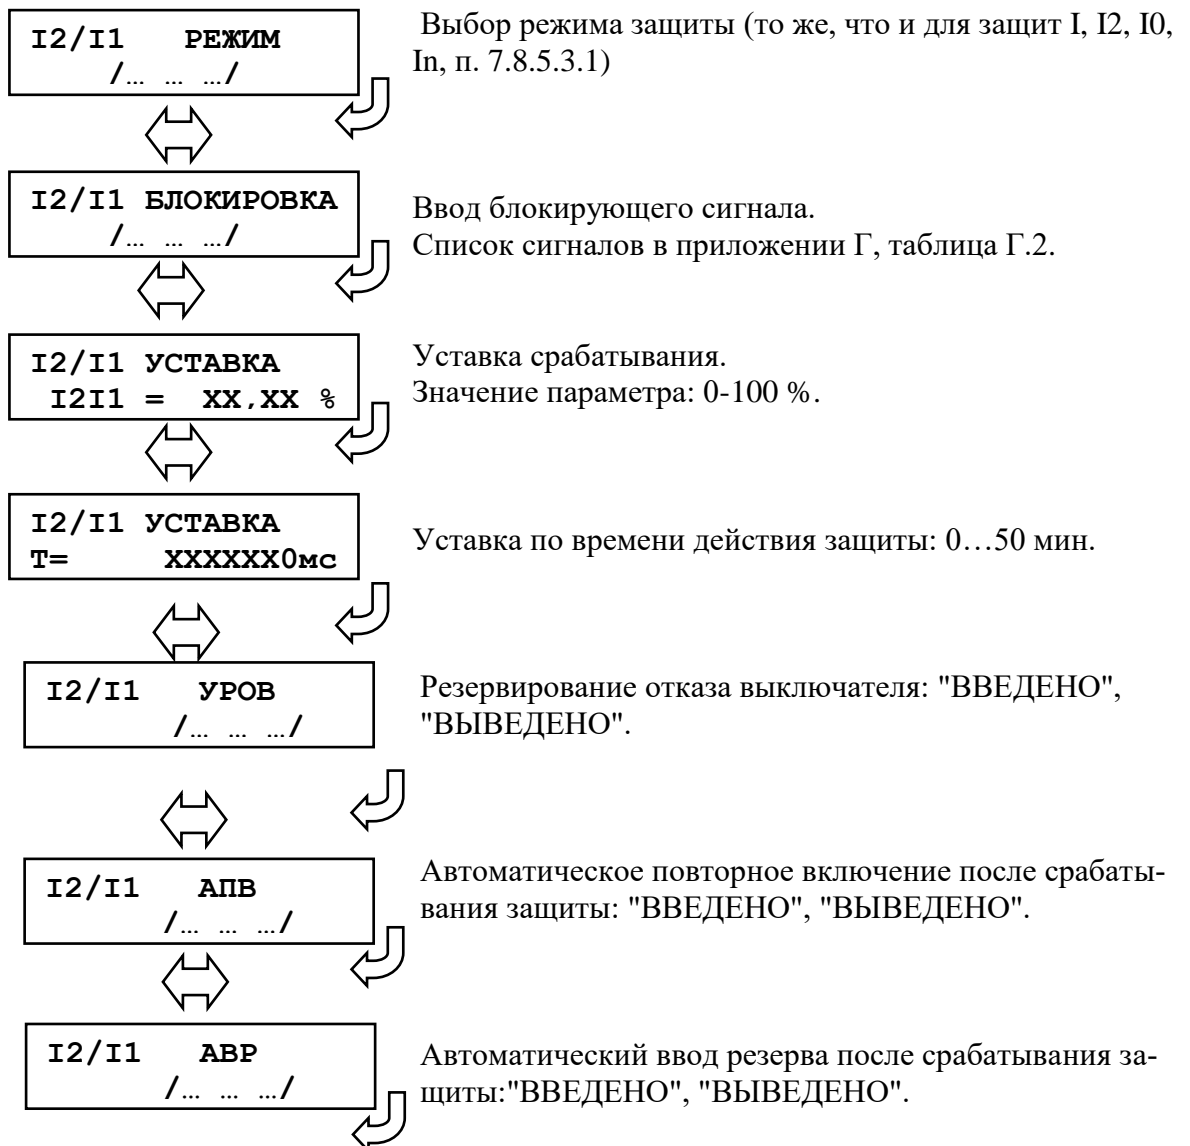 I2/I1 РЕЖИМ
/… … …/
Выбор режима защиты (то же, что и для защит I, I2, I0,
In, п. 7.8.5.3.1)
I2/I1 БЛОКИРОВКА
/… … …/
Ввод блокирующего сигнала.
Список сигналов в приложении Г, таблица Г.2.
I2/I1 УСТАВКА
I2I1 = XX,XX %
Уставка срабатывания.
Значение параметра: 0-100 %.
I2/I1 УСТАВКА
T= XXXXXX0мс
Уставка по времени действия защиты: 0…50 мин.
I2/I1 УРОВ
/… … …/
Резервирование отказа выключателя: "ВВЕДЕНО",
"ВЫВЕДЕНО".
I2/I1 АПВ
/… … …/
Автоматическое повторное включение после срабаты-
вания защиты: "ВВЕДЕНО", "ВЫВЕДЕНО".
I2/I1 АВР
/… … …/
Автоматический ввод резерва после срабатывания за-
щиты:"ВВЕДЕНО", "ВЫВЕДЕНО".